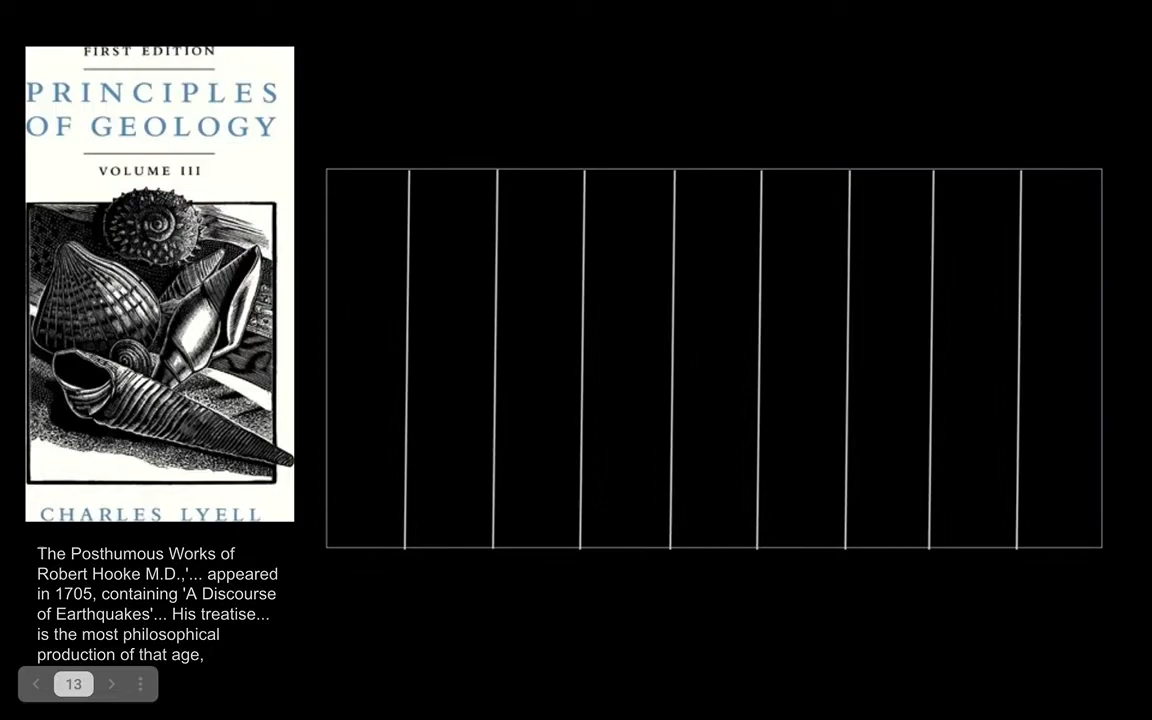 FIRST EDITION
PRINCIPLES
OF GEOLOGY
VOLUME III
CHARLES LYELL
The Posthumous Works of
Robert Hooke M.D.,'... appeared
in 1705, containing 'A Discourse
of Earthquakes'... His treatise...
is the most philosophical
production of that age,
13